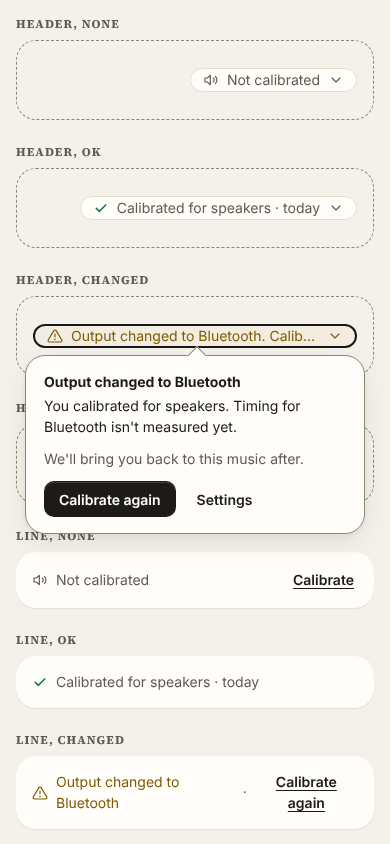 HEADER, NONE
Not calibrated
HEADER, OK
Calibrated for speakers · today
HEADER, CHANGED
Output changed to Bluetooth. Calib...
Output changed to Bluetooth
You calibrated for speakers. Timing for
Bluetooth isn't measured yet.
We'll bring you back to this music after.
Calibrate again Settings
LINE, NONE
Not calibrated Calibrate
LINE, OK
Calibrated for speakers · today
LINE, CHANGED
Output changed to
Bluetooth
· Calibrate
again